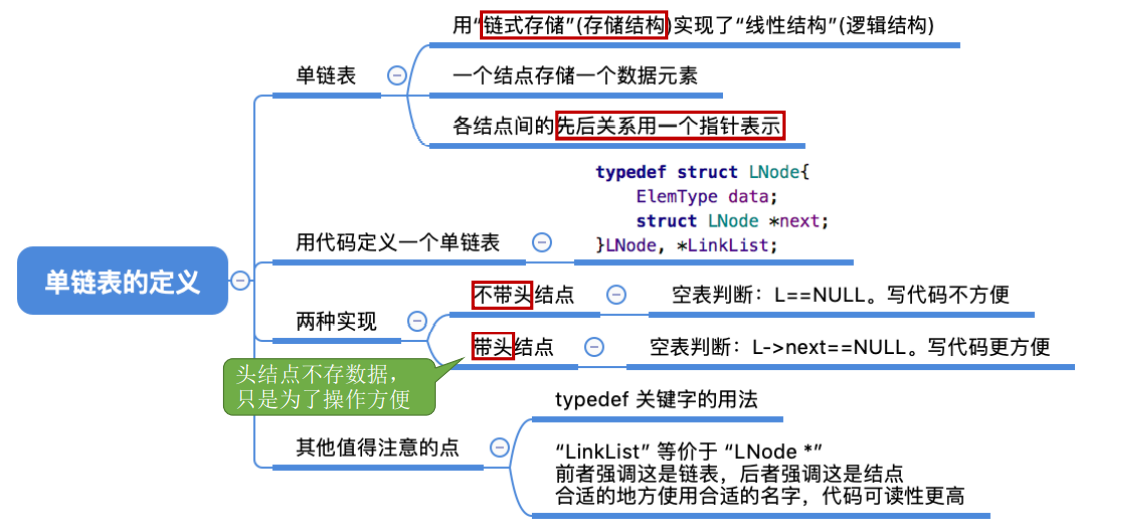 单链表的定义
单链表
用“链式存储”(存储结构)实现了“线性结构”(逻辑结构)
一个结点存储一个数据元素
各结点间的先后关系用一个指针表示
用代码定义一个单链表
typedef struct LNode{
ElemType data;
struct LNode *next;
}LNode, *LinkList;
两种实现
不带头结点
空表判断：L==NULL。写代码不方便
带头结点
空表判断：L->next==NULL。写代码更方便
头结点不存数据，
只是为了操作方便
其他值得注意的点
typedef 关键字的用法
“LinkList” 等价于 “LNode *”
前者强调这是链表，后者强调这是结点
合适的地方使用合适的名字，代码可读性更高